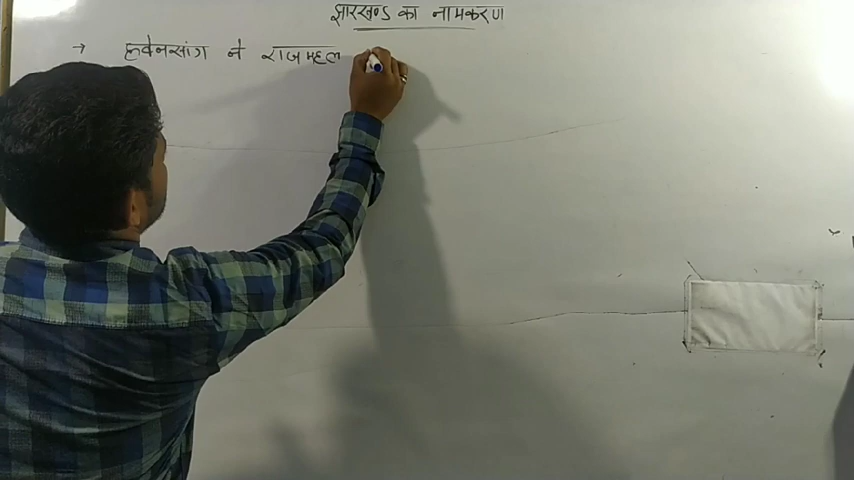 झारखण्ड का नामकरण
→ ह्वेनसांग ने राजमहल